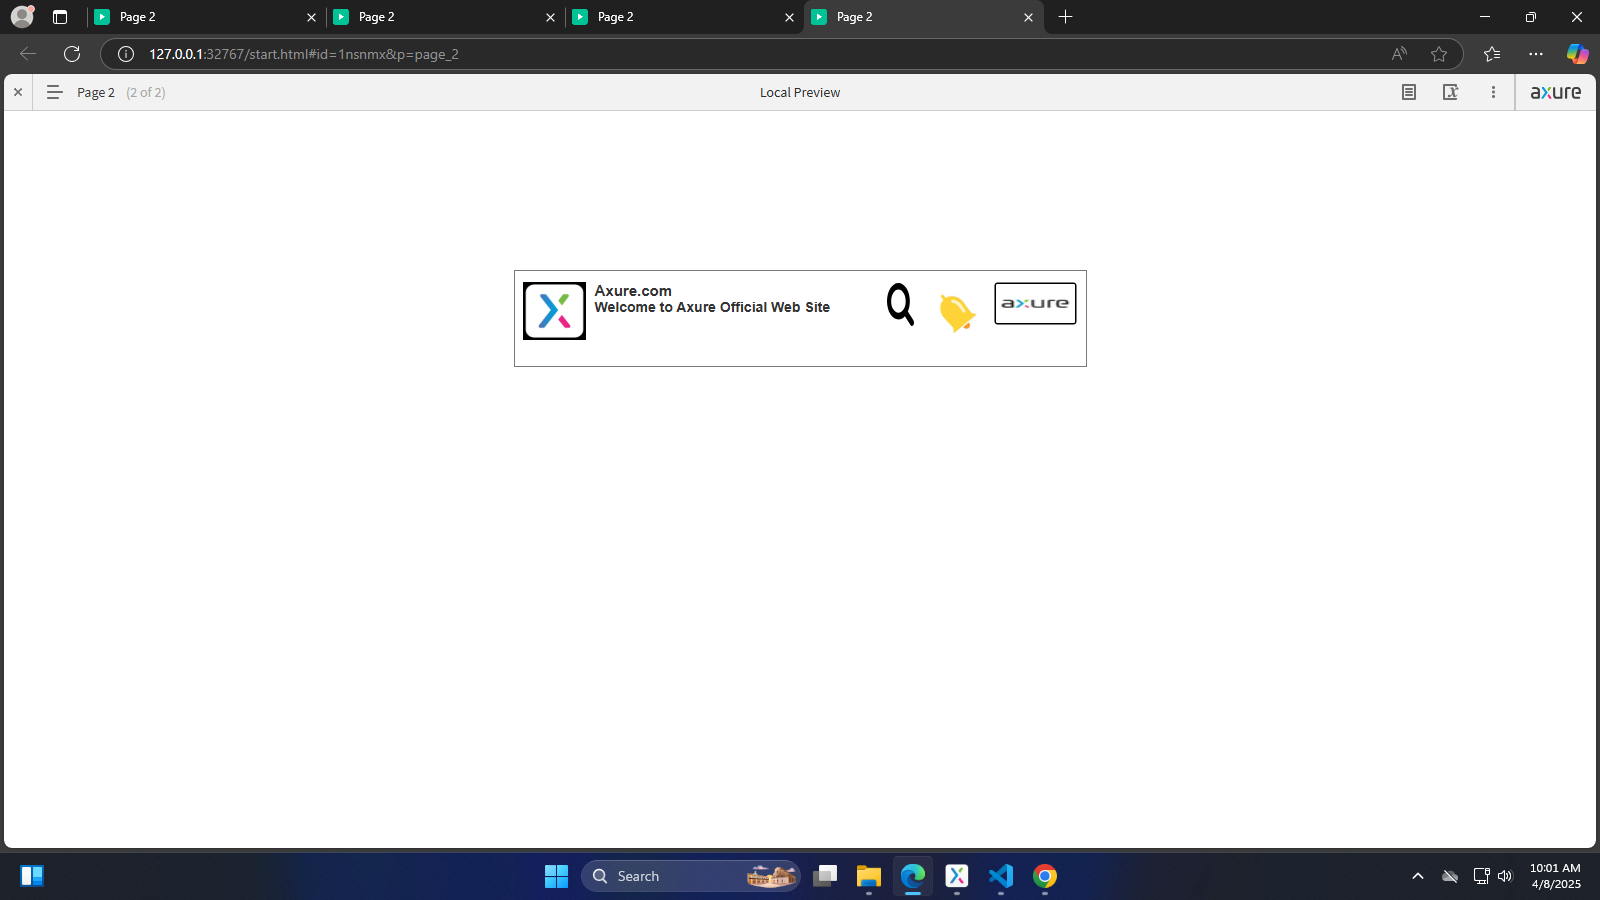 Page 2
Page 2
Page 2
Page 2
127.0.0.1:32767/start.html#id=1nsnmx&p=page_2
Page 2 (2 of 2)
Local Preview
axure
Axure.com
Welcome to Axure Official Web Site
axure
Search
10:01 AM
4/8/2025